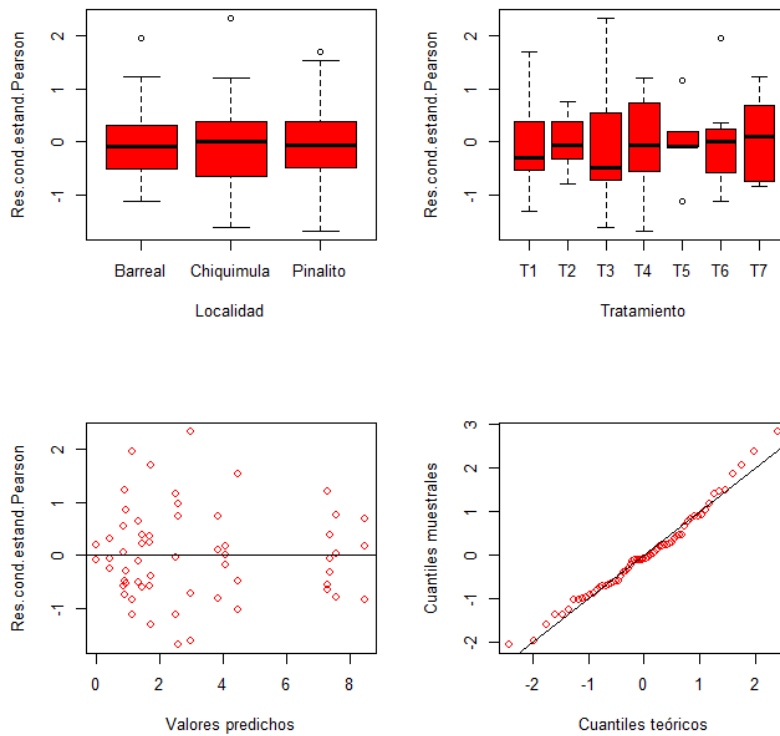 Res.cond.estand.Pearson
2
1
0
-1
Barreal Chiquimula Pinalito
Localidad
Res.cond.estand.Pearson
2
1
0
-1
T1 T2 T3 T4 T5 T6 T7
Tratamiento
Res.cond.estand.Pearson
2
1
0
-1
0 2 4 6 8
Valores predichos
Cuantiles muestrales
3
2
1
0
-1
-2
-2 -1 0 1 2
Cuantiles teóricos